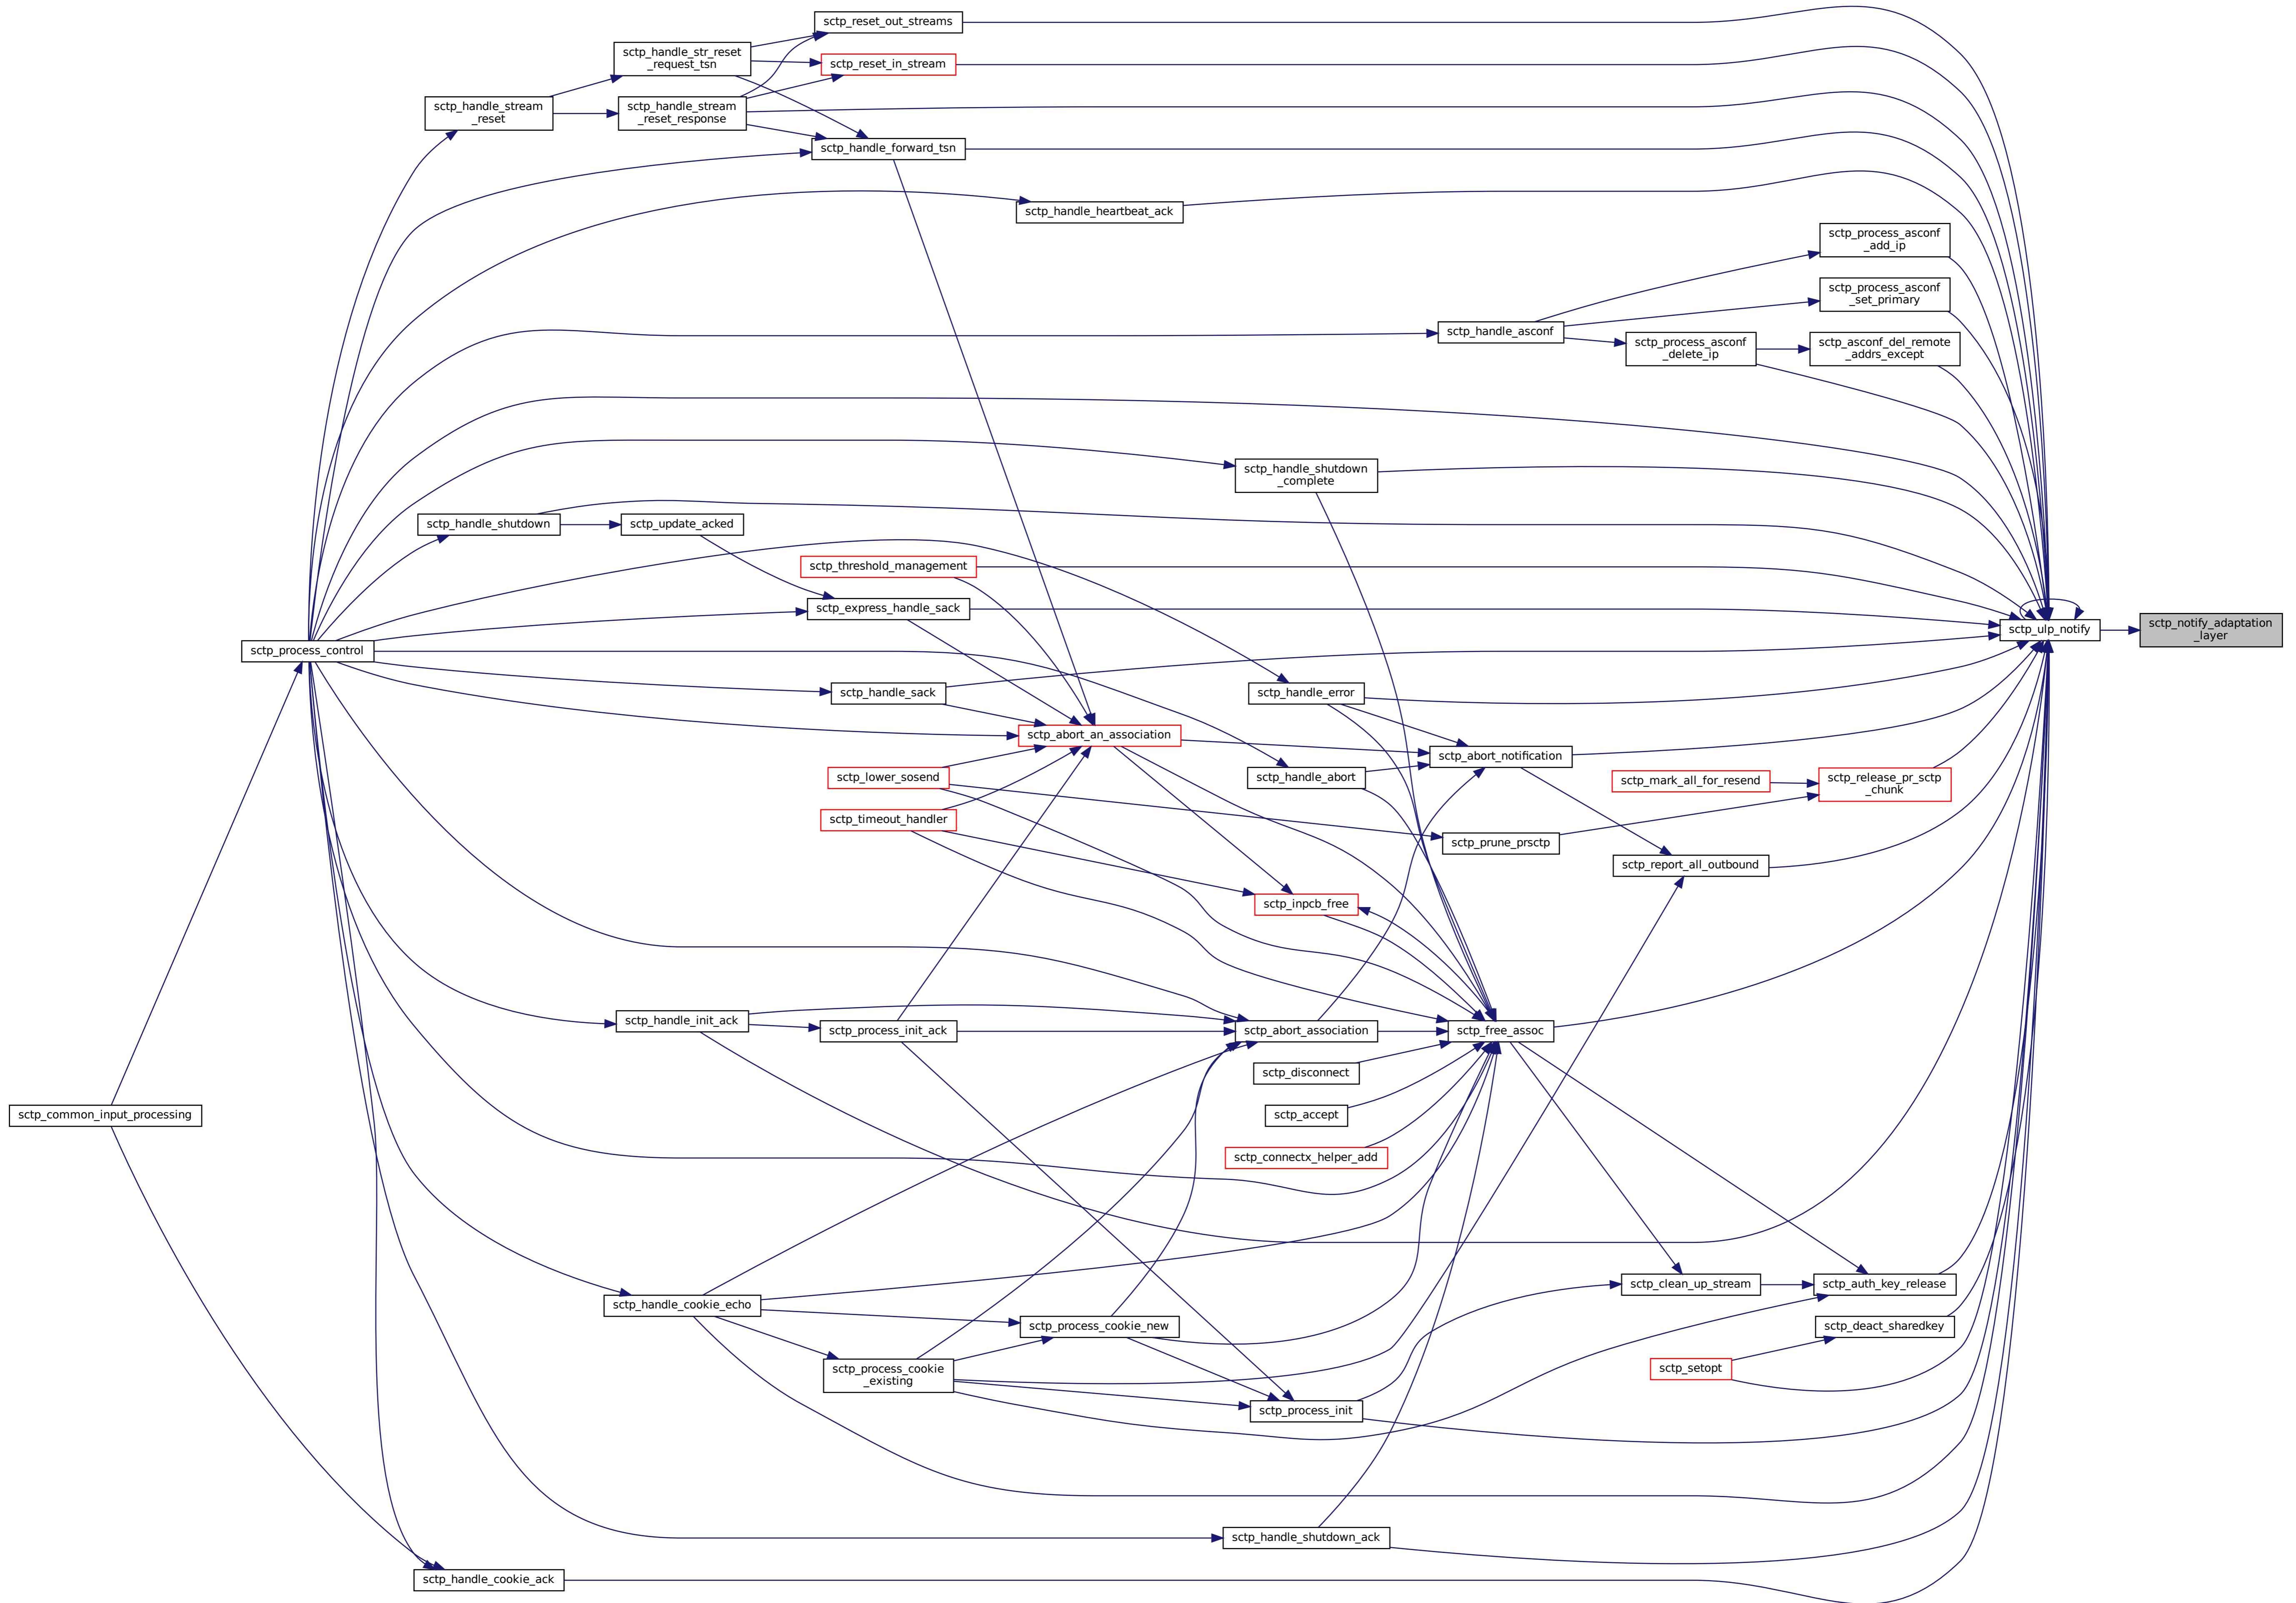 sctp_reset_out_streams
sctp_handle_str_reset
_request_tsn
sctp_reset_in_stream
sctp_handle_stream
_reset
sctp_handle_stream
_reset_response
sctp_handle_forward_tsn
sctp_handle_heartbeat_ack
sctp_process_asconf
_add_ip
sctp_process_asconf
_set_primary
sctp_handle_asconf
sctp_process_asconf
_delete_ip
sctp_asconf_del_remote
_addrs_except
sctp_handle_shutdown
_complete
sctp_handle_shutdown
sctp_update_acked
sctp_threshold_management
sctp_express_handle_sack
sctp_ulp_notify
sctp_notify_adaptation
_layer
sctp_process_control
sctp_handle_sack
sctp_handle_error
sctp_abort_an_association
sctp_abort_notification
sctp_lower_sosend
sctp_handle_abort
sctp_mark_all_for_resend
sctp_release_pr_sctp
_chunk
sctp_timeout_handler
sctp_prune_prsctp
sctp_report_all_outbound
sctp_inpcb_free
sctp_handle_init_ack
sctp_process_init_ack
sctp_abort_association
sctp_free_assoc
sctp_disconnect
sctp_common_input_processing
sctp_accept
sctp_connectx_helper_add
sctp_clean_up_stream
sctp_auth_key_release
sctp_handle_cookie_echo
sctp_process_cookie_new
sctp_deact_sharedkey
sctp_process_cookie
_existing
sctp_setopt
sctp_process_init
sctp_handle_shutdown_ack
sctp_handle_cookie_ack